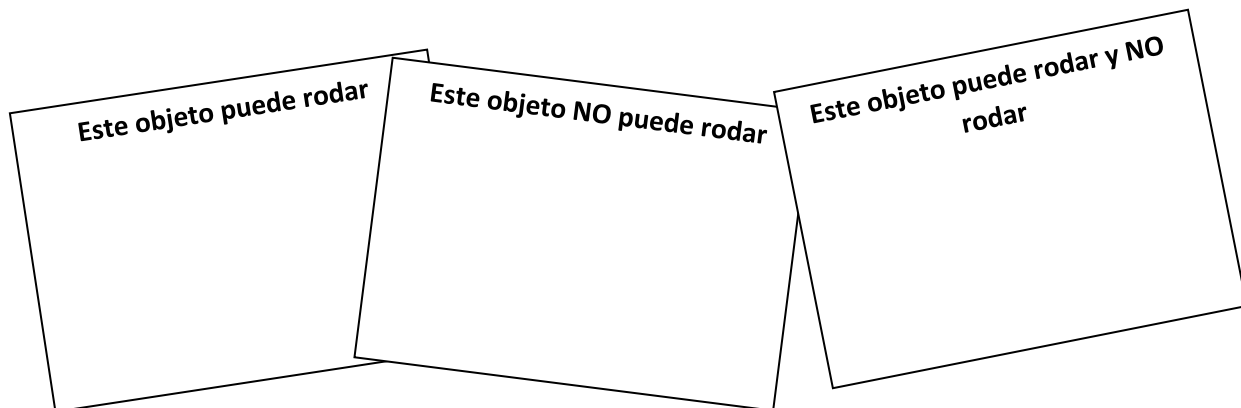 Este objeto puede rodar
Este objeto NO puede rodar
Este objeto puede rodar y NO
rodar